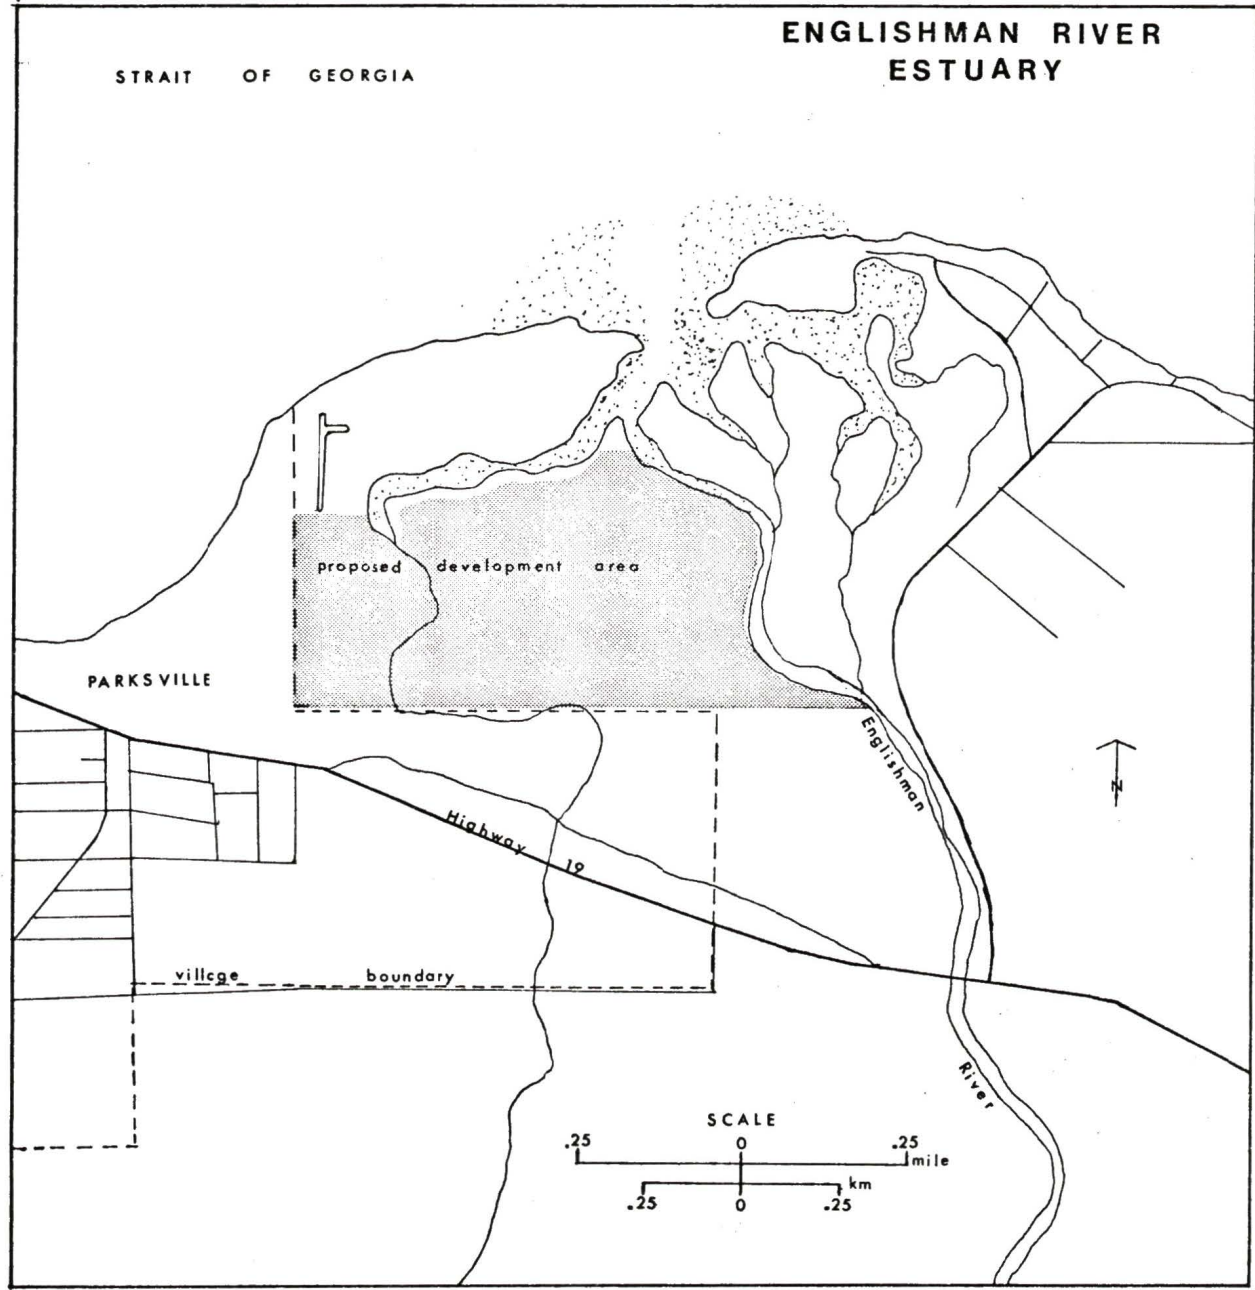 ENGLISHMAN RIVER
ESTUARY
STRAIT OF GEORGIA
proposed development area
PARKSVILLE
Englishman
N
Highway 19
villcge boundary
River
SCALE
.25 0 .25
mile
km
.25 0 .25